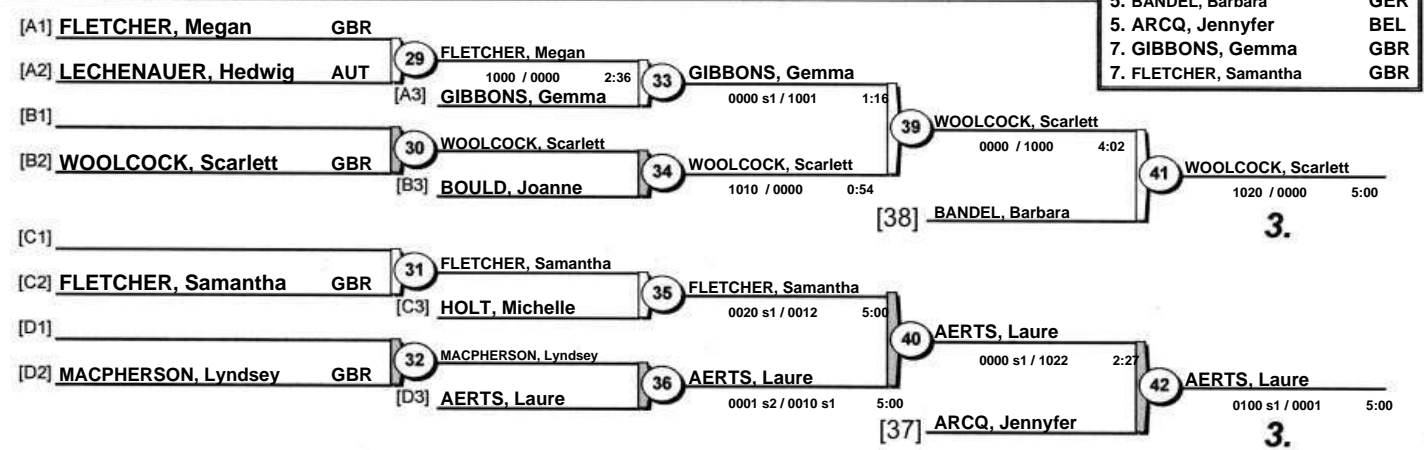 5. BANDEL, Barbara GER
5. ARCQ, Jennyfer BEL
7. GIBBONS, Gemma GBR
7. FLETCHER, Samantha GBR
[A1] FLETCHER, Megan GBR
[A2] LECHENAUER, Hedwig AUT
29 FLETCHER, Megan
1000 / 0000 2:36
[A3] GIBBONS, Gemma
33 GIBBONS, Gemma
0000 s1 / 1001 1:16
[B1]
[B2] WOOLCOCK, Scarlett GBR
30 WOOLCOCK, Scarlett
[B3] BOULD, Joanne
34 WOOLCOCK, Scarlett
1010 / 0000 0:54
39 WOOLCOCK, Scarlett
0000 / 1000 4:02
[38] BANDEL, Barbara
41 WOOLCOCK, Scarlett
1020 / 0000 5:00
3.
[C1]
[C2] FLETCHER, Samantha GBR
31 FLETCHER, Samantha
[C3] HOLT, Michelle
35 FLETCHER, Samantha
0020 s1 / 0012 5:00
[D1]
[D2] MACPHERSON, Lyndsey GBR
32 MACPHERSON, Lyndsey
[D3] AERTS, Laure
36 AERTS, Laure
0001 s2 / 0010 s1 5:00
40 AERTS, Laure
0000 s1 / 1022 2:27
[37] ARCQ, Jennyfer
42 AERTS, Laure
0100 s1 / 0001 5:00
3.